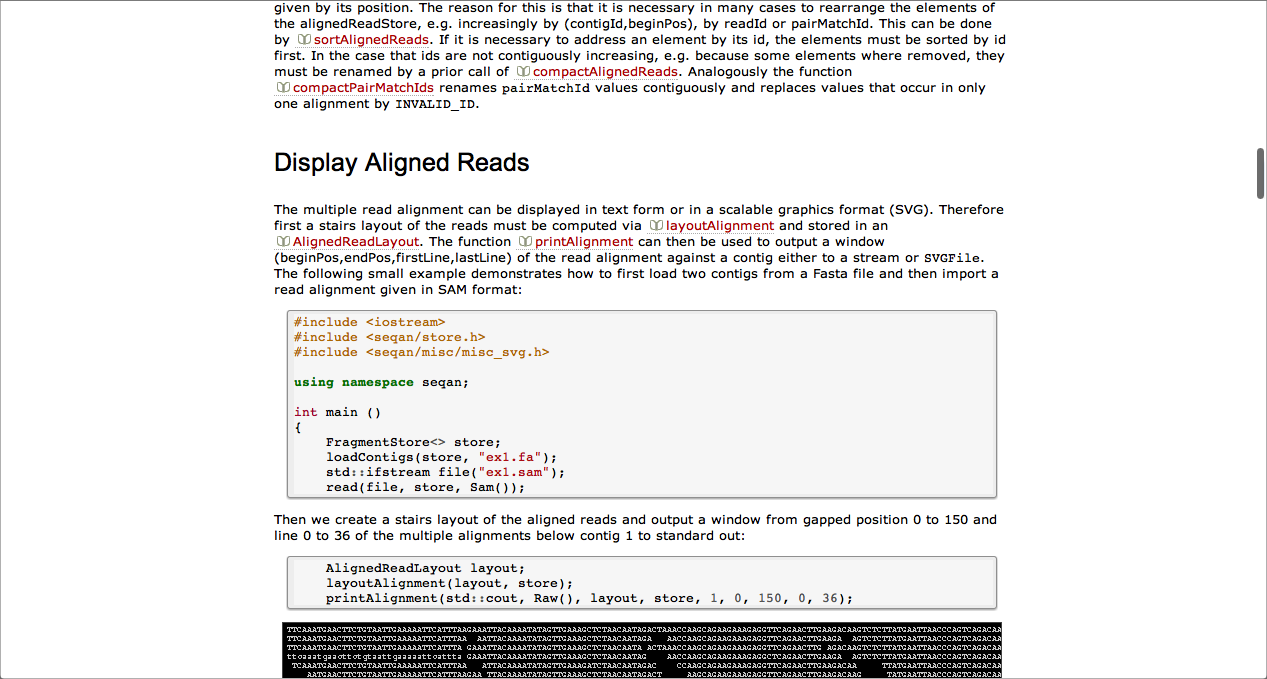 given by its position. The reason for this is that it is necessary in many cases to rearrange the elements of
the alignedReadStore, e.g. increasingly by (contigId,beginPos), by readId or pairMatchId. This can be done
by sortAlignedReads. If it is necessary to address an element by its id, the elements must be sorted by id
first. In the case that ids are not contiguously increasing, e.g. because some elements where removed, they
must be renamed by a prior call of compactAlignedReads. Analogously the function
compactPairMatchIds renames pairMatchId values contiguously and replaces values that occur in only
one alignment by INVALID_ID.
Display Aligned Reads
The multiple read alignment can be displayed in text form or in a scalable graphics format (SVG). Therefore
first a stairs layout of the reads must be computed via layoutAlignment and stored in an
AlignedReadLayout. The function printAlignment can then be used to output a window
(beginPos,endPos,firstLine,lastLine) of the read alignment against a contig either to a stream or SVGFile.
The following small example demonstrates how to first load two contigs from a Fasta file and then import a
read alignment given in SAM format:
#include <iostream>
#include <seqan/store.h>
#include <seqan/misc/misc_svg.h>
using namespace seqan;
int main ()
{
FragmentStore<> store;
loadContigs(store, "ex1.fa");
std::ifstream file("ex1.sam");
read(file, store, Sam());
Then we create a stairs layout of the aligned reads and output a window from gapped position 0 to 150 and
line 0 to 36 of the multiple alignments below contig 1 to standard out:
AlignedReadLayout layout;
layoutAlignment(layout, store);
printAlignment(std::cout, Raw(), layout, store, 1, 0, 150, 0, 36);